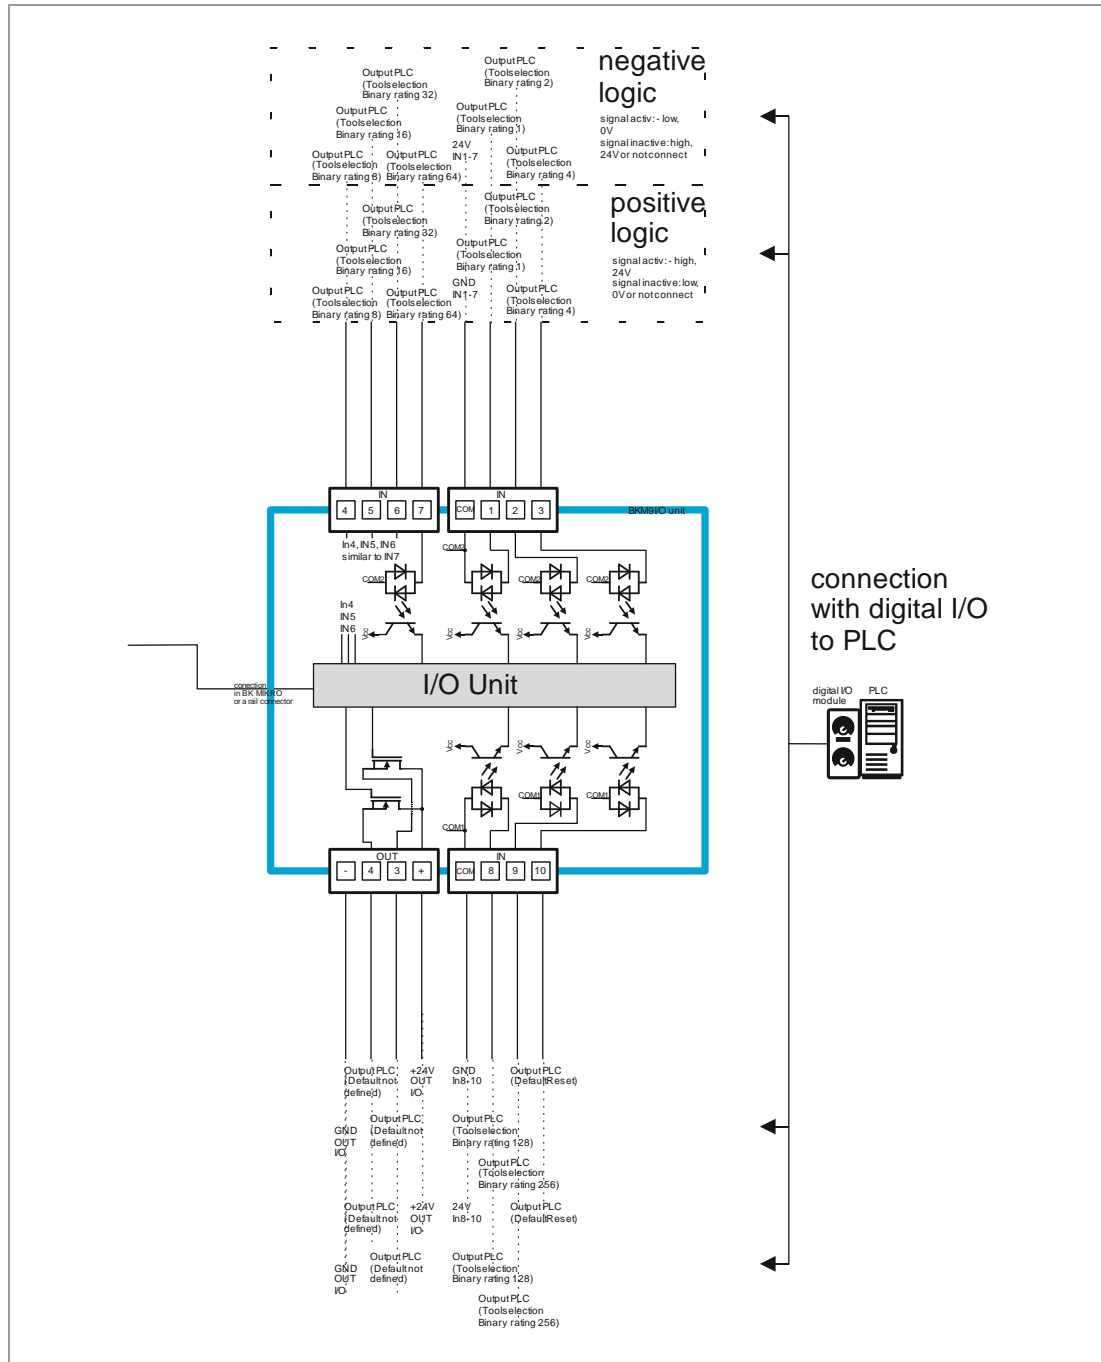 negative
logic
signal activ: - low,
0V
signal inactive: high,
24V or not connect
Output PLC
(Toolselection
Binary rating 32)
Output PLC
(Toolselection
Binary rating 2)
Output PLC
(Toolselection
Binary rating 16)
Output PLC
(Toolselection
Binary rating 1)
24V
IN1-7
Output PLC
(Toolselection
Binary rating 8)
Output PLC
(Toolselection
Binary rating 64)
Output PLC
(Toolselection
Binary rating 4)
positive
logic
signal activ: - high,
24V
signal inactive: low,
0V or not connect
Output PLC
(Toolselection
Binary rating 32)
Output PLC
(Toolselection
Binary rating 2)
Output PLC
(Toolselection
Binary rating 16)
Output PLC
(Toolselection
Binary rating 1)
GND
IN1-7
Output PLC
(Toolselection
Binary rating 8)
Output PLC
(Toolselection
Binary rating 64)
Output PLC
(Toolselection
Binary rating 4)
IN
4 5 6 7
IN
COM 1 2 3
BKM9I/O unit
In4, IN5, IN6
similar to IN7
COM2
COM2
COM2
COM2
In4
IN5
IN6
Vcc
Vcc
Vcc
Vcc
I/O Unit
conection
in BK MIKRO
or a rail connector
connection
with digital I/O
to PLC
digital I/O
module
PLC
Vcc
Vcc
Vcc
COM1
COM1
COM1
OUT
- 4 3 +
IN
COM 8 9 10
Output PLC
(Default not
defined)
+24V
OUT
I/O
GND
In8-10
Output PLC
(Default Reset)
GND
OUT
I/O
Output PLC
(Default not
defined)
Output PLC
(Toolselection
Binary rating 128)
Output PLC
(Toolselection
Binary rating 256)
Output PLC
(Default not
defined)
+24V
OUT
I/O
24V
In8-10
Output PLC
(Default Reset)
GND
OUT
I/O
Output PLC
(Default not
defined)
Output PLC
(Toolselection
Binary rating 128)
Output PLC
(Toolselection
Binary rating 256)